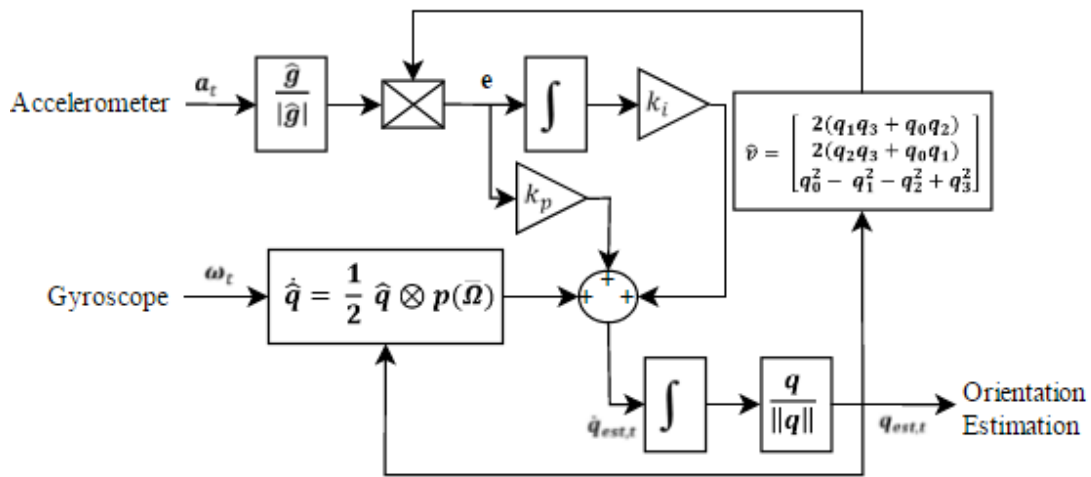 Accelerometer
a_t
ĝ
|ĝ|
e
∫
k_i
k_p
v̂ = [ 2(q₁q₃ + q₀q₂)
2(q₂q₃ + q₀q₁)
q₀² − q₁² − q₂² + q₃² ]
Gyroscope
ω_t
q̂̇ = 1/2 q̂ ⊗ p(Ω̄)
+
+ +
q̇_est,t
∫
q
‖q‖
q_est,t
Orientation
Estimation